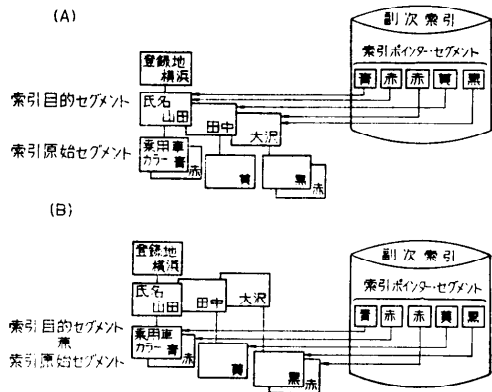 (A)
副次索引
索引ポインター・セグメント
青 赤 赤 黄 黒
登録地
横浜
索引目的セグメント
氏名
山田
田中
大沢
索引原始セグメント
乗用車
カラー 青
赤
黄
黒
赤
(B)
副次索引
索引ポインター・セグメント
青 赤 赤 黄 黒
登録地
横浜
氏名
山田
田中
大沢
索引目的セグメント
兼
索引原始セグメント
乗用車
カラー 青
赤
黄
黒
赤